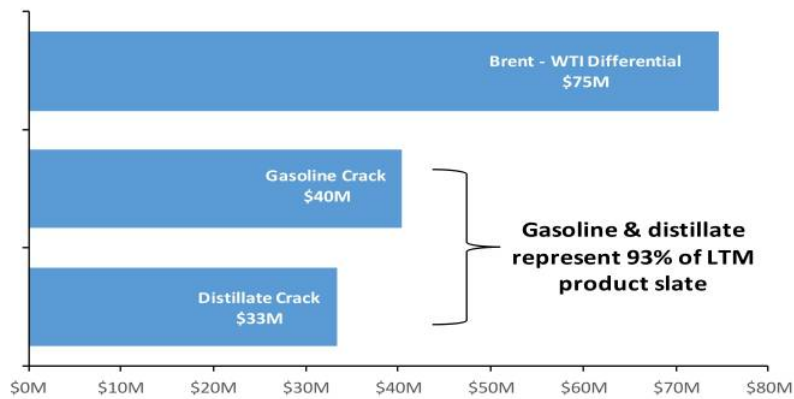 Brent - WTI Differential
$75M
Gasoline Crack
$40M
Gasoline & distillate
represent 93% of LTM
product slate
Distillate Crack
$33M
$0M $10M $20M $30M $40M $50M $60M $70M $80M